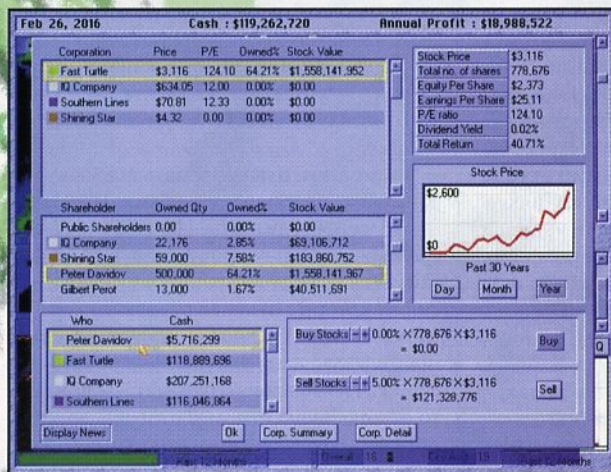 Feb 26, 2016 Cash : $119,262,720 Annual Profit : $18,988,522
Corporation Price P/E Owned% Stock Value
Fast Turtle $3,116 124.10 64.21% $1,558,141,952
IQ Company $634.05 12.00 0.00% $0.00
Southern Lines $70.81 12.33 0.00% $0.00
Shining Star $4.32 0.00 0.00% $0.00
Stock Price $3,116
Total no. of shares 778,676
Equity Per Share $2,373
Earnings Per Share $25.11
P/E ratio 124.10
Dividend Yield 0.02%
Total Return 40.71%
Shareholder Owned Qty Owned% Stock Value
Public Shareholders 0.00 0.00% $0.00
IQ Company 22,176 2.85% $69,106,712
Shining Star 59,000 7.58% $183,860,752
Peter Davidov 500,000 64.21% $1,558,141,967
Gilbert Perot 13,000 1.67% $40,511,691
Stock Price
$2,600
$0
Past 30 Years
Day Month Year
Who Cash
Peter Davidov $5,716,299
Fast Turtle $118,889,696
IQ Company $207,251,168
Southern Lines $116,046,864
Buy Stocks - + 0.00% X 778,676 X $3,116
= $0.00
Buy
Sell Stocks - + 5.00% X 778,676 X $3,116
= $121,328,776
Sell
Display News Ok Corp. Summary Corp. Detail